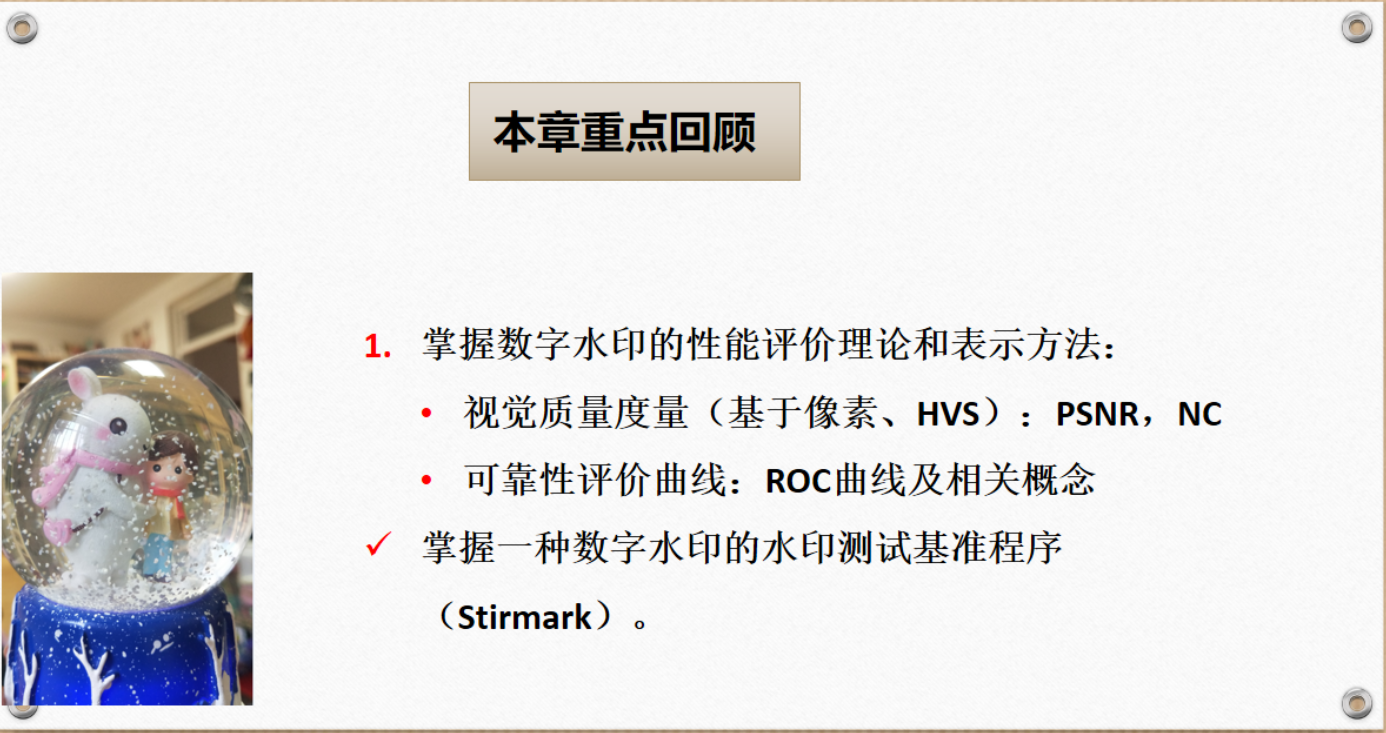 本章重点回顾
1. 掌握数字水印的性能评价理论和表示方法：
• 视觉质量度量（基于像素、HVS）：PSNR，NC
• 可靠性评价曲线：ROC曲线及相关概念
✓ 掌握一种数字水印的水印测试基准程序
（Stirmark）。